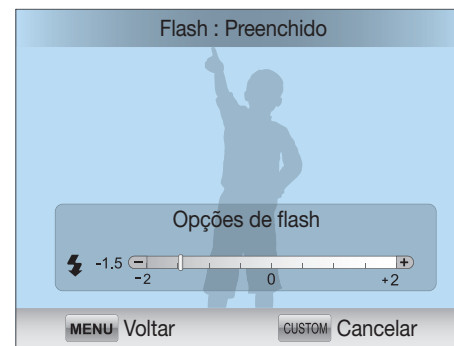 Flash : Preenchido
Opções de flash
-1.5 - +
-2 0 +2
MENU Voltar CUSTOM Cancelar